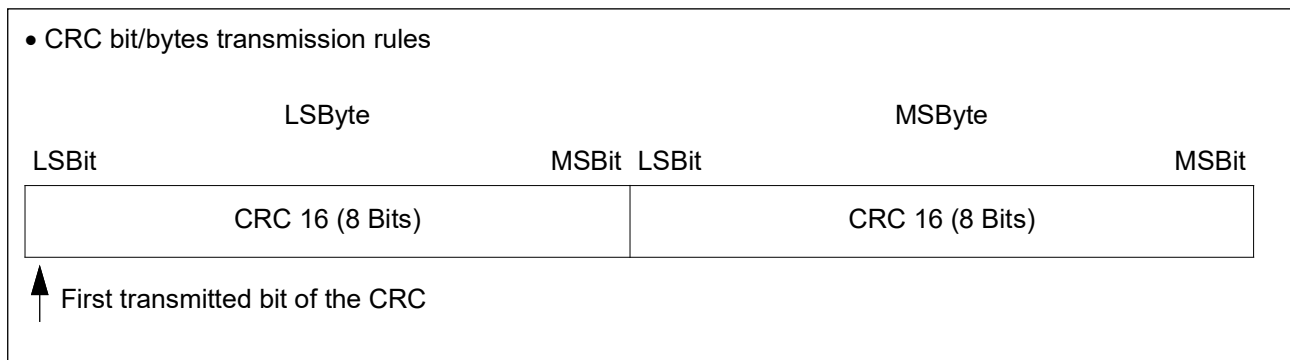 • CRC bit/bytes transmission rules
LSByte MSByte
LSBit MSBit LSBit MSBit
CRC 16 (8 Bits) CRC 16 (8 Bits)
First transmitted bit of the CRC